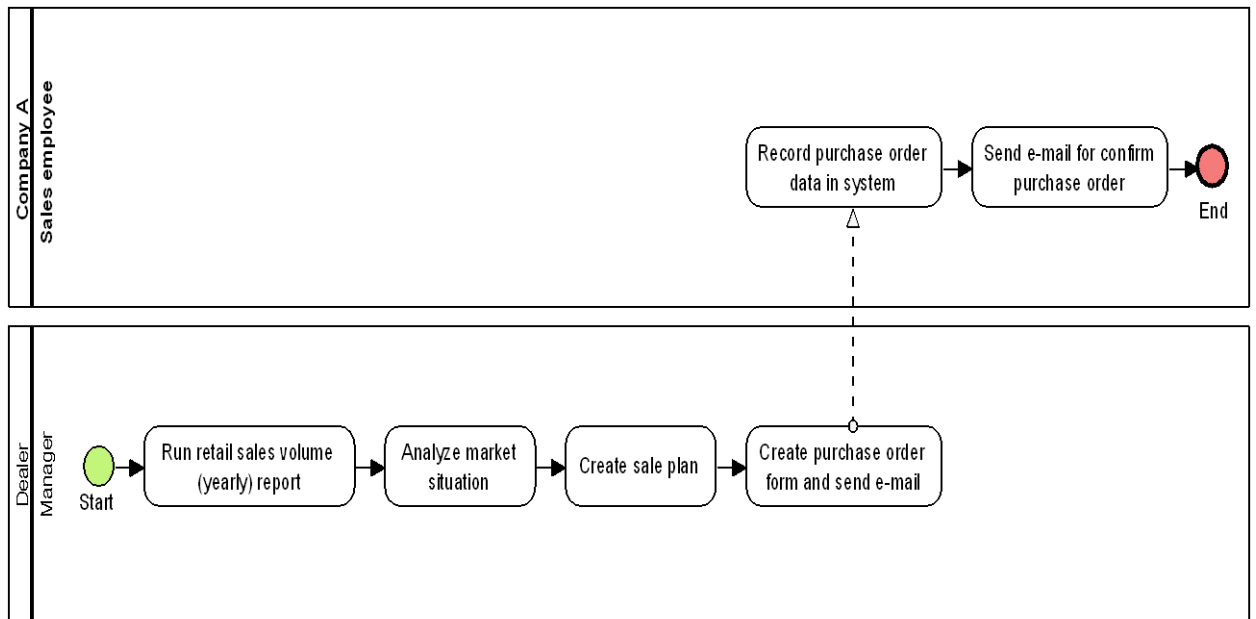 Company A
Sales employee
Record purchase order
data in system
Send e-mail for confirm
purchase order
End
Dealer
Manager
Start
Run retail sales volume
(yearly) report
Analyze market
situation
Create sale plan
Create purchase order
form and send e-mail